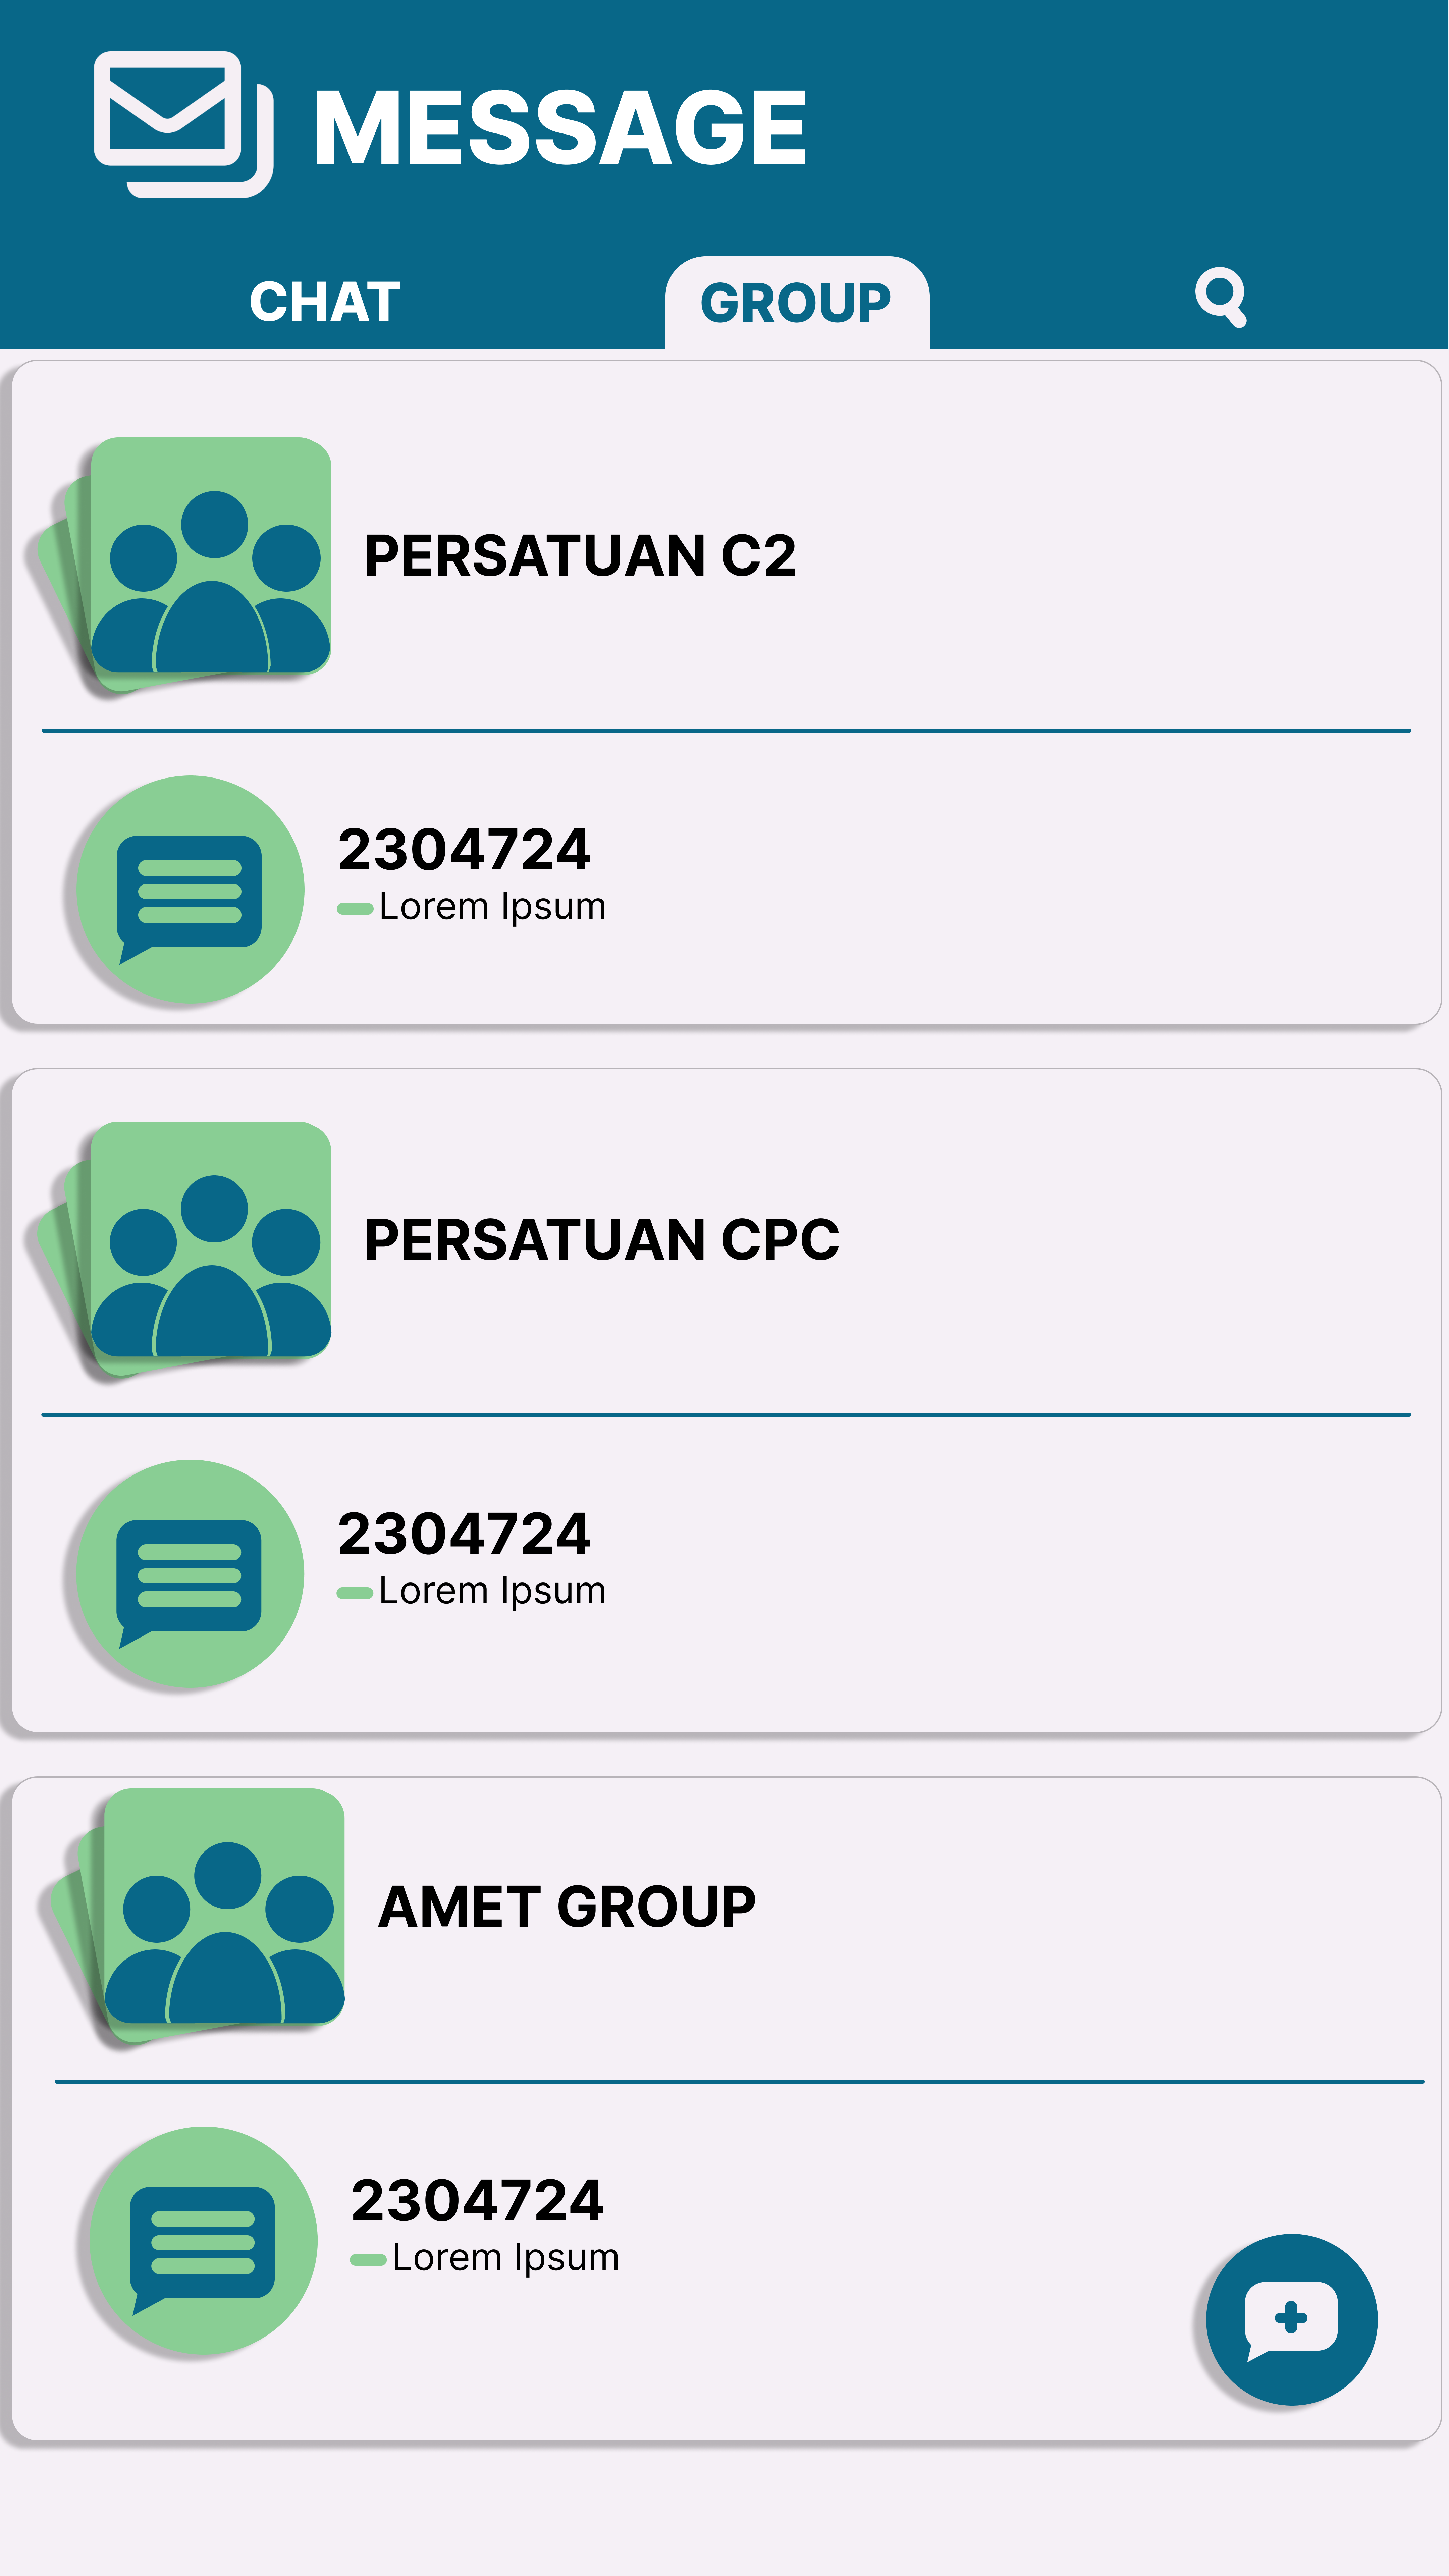 MESSAGE
CHAT GROUP
PERSATUAN C2
2304724
Lorem Ipsum
PERSATUAN CPC
2304724
Lorem Ipsum
AMET GROUP
2304724
Lorem Ipsum